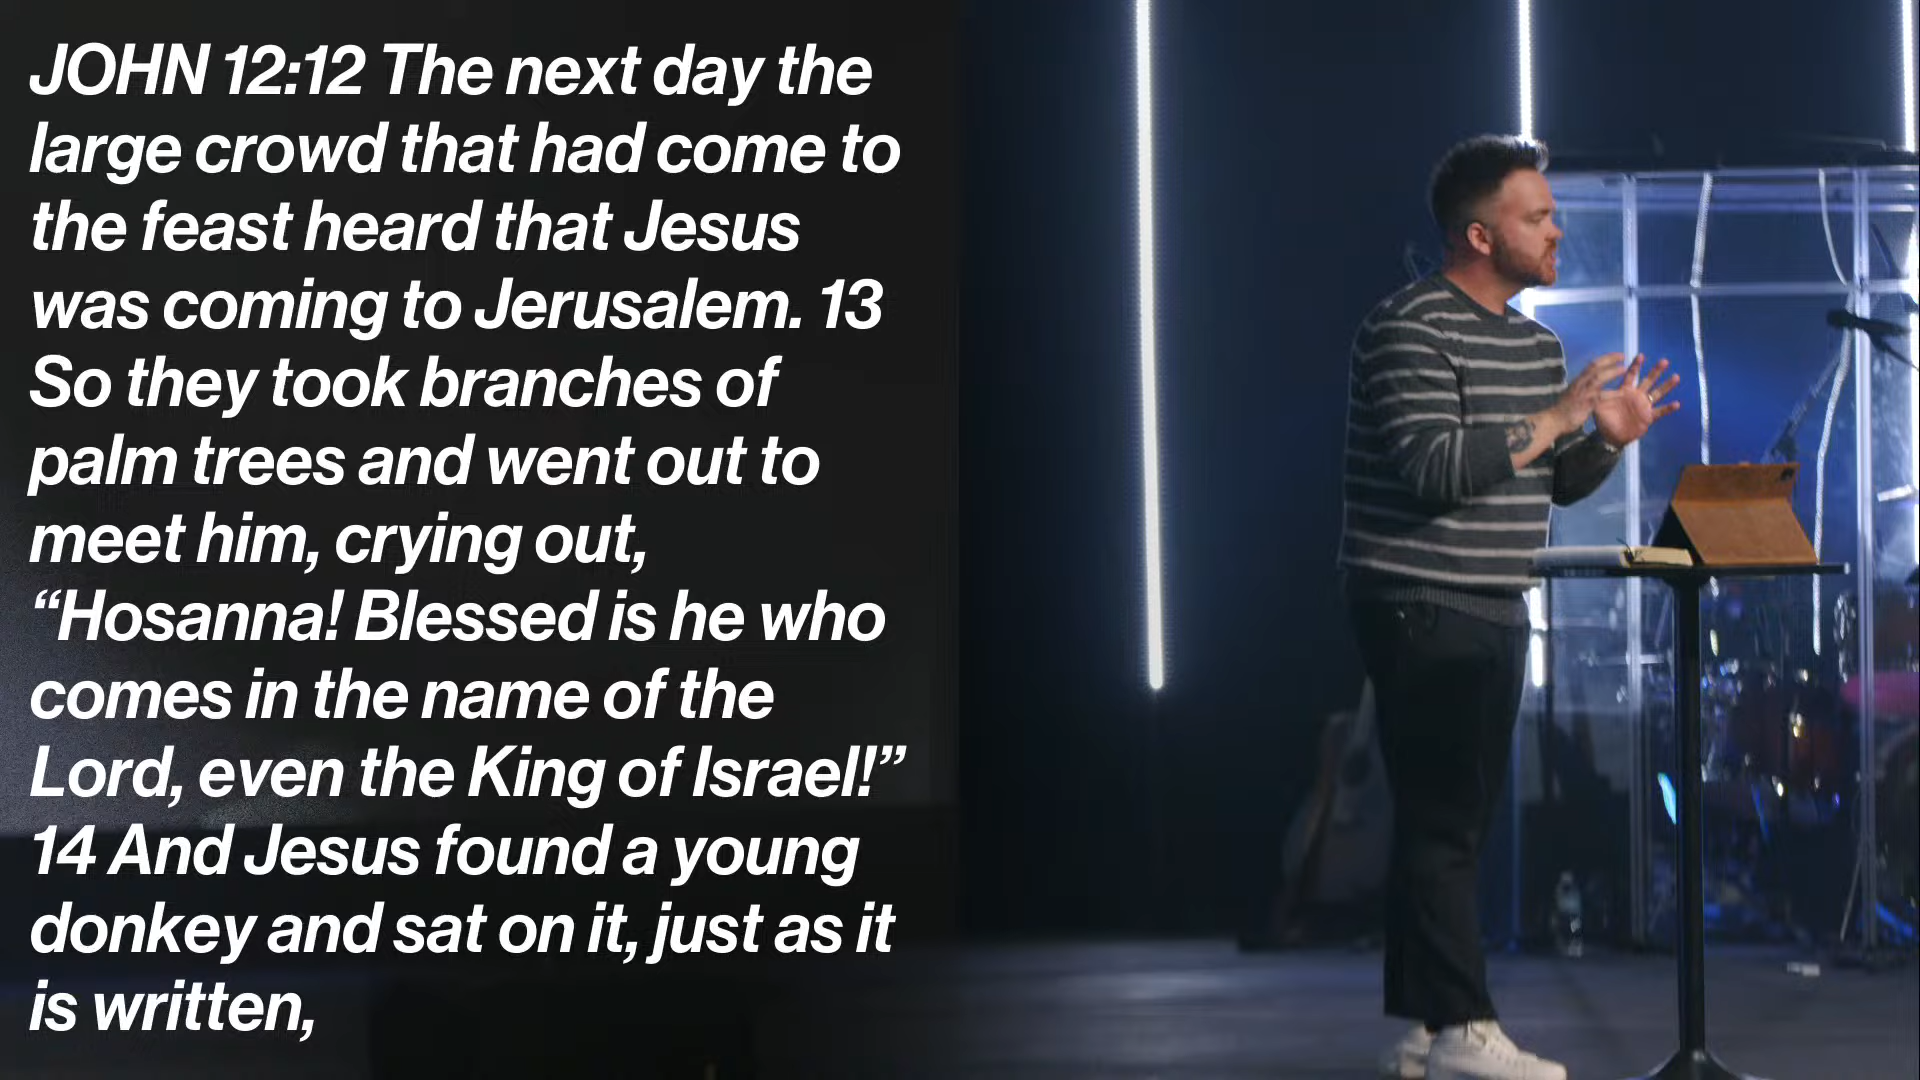 JOHN 12:12 The next day the
large crowd that had come to
the feast heard that Jesus
was coming to Jerusalem. 13
So they took branches of
palm trees and went out to
meet him, crying out,
“Hosanna! Blessed is he who
comes in the name of the
Lord, even the King of Israel!”
14 And Jesus found a young
donkey and sat on it, just as it
is written,